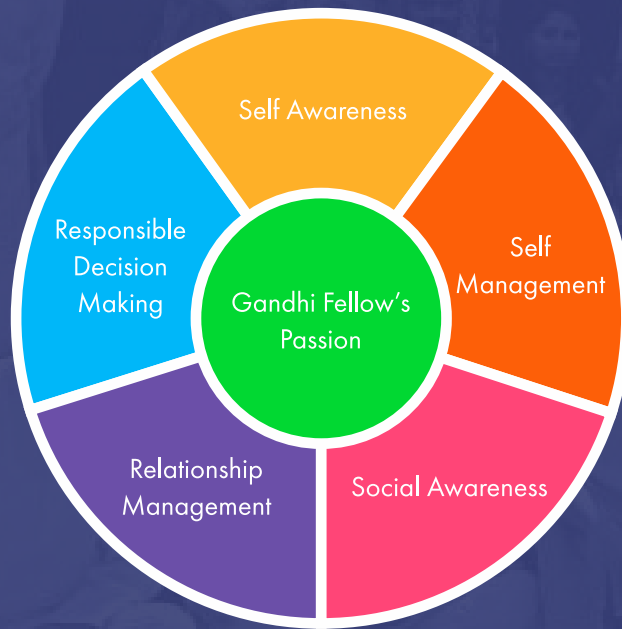 Self Awareness
Self
Management
Social Awareness
Relationship
Management
Responsible
Decision
Making
Gandhi Fellow's
Passion